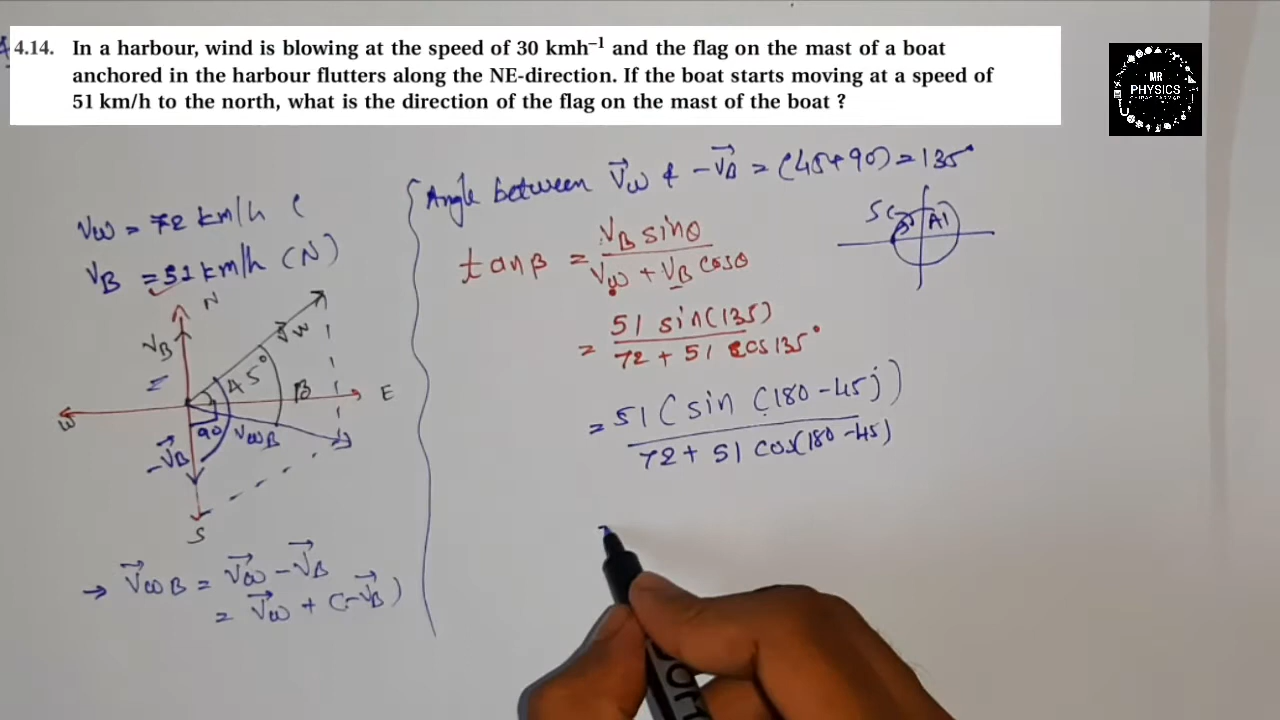 4.14. In a harbour, wind is blowing at the speed of 30 kmh⁻¹ and the flag on the mast of a boat
anchored in the harbour flutters along the NE-direction. If the boat starts moving at a speed of
51 km/h to the north, what is the direction of the flag on the mast of the boat ?
MR
PHYSICS
Vw = 72 km/h (
VB = 51 km/h (N)
N
VB
Vw
45°
β
E
W
90
VwB
-VB
S
→ VwB = Vw - VB
= Vw + (-VB)
Angle between Vw & -VB = (45+90) = 135°
S
A
tanβ = VB sinθ
Vw + VB cosθ
= 51 sin(135)
72 + 51 cos135°
= 51 (sin (180-45))
72 + 51 cos(180-45)